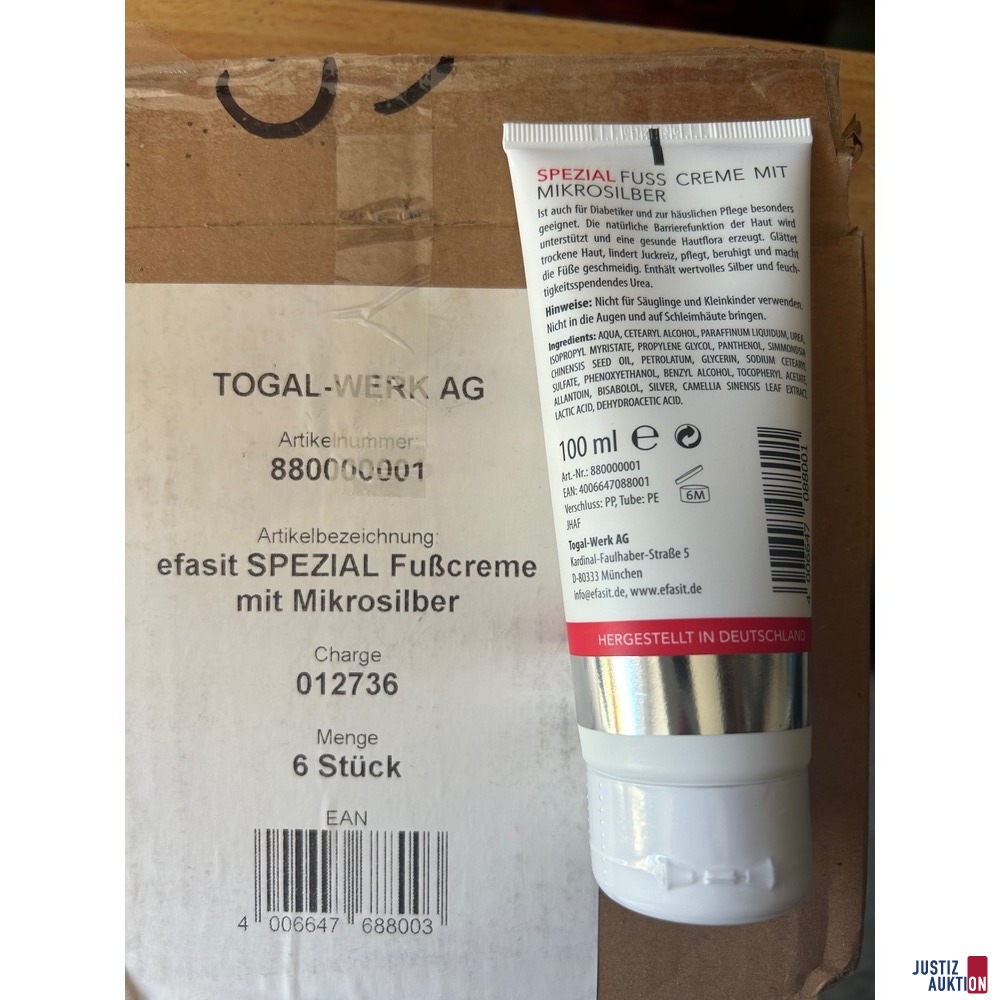 TOGAL-WERK AG
Artikelnummer:
880000001
Artikelbezeichnung:
efasit SPEZIAL Fußcreme
mit Mikrosilber
Charge
012736
Menge
6 Stück
EAN
4 006647 688003
SPEZIAL FUSS CREME MIT
MIKROSILBER
Ist auch für Diabetiker und zur häuslichen Pflege besonders
geeignet. Die natürliche Barrierefunktion der Haut wird
unterstützt und eine gesunde Hautflora erzeugt. Glättet
trockene Haut, lindert Juckreiz, pflegt, beruhigt und macht
die Füße geschmeidig. Enthält wertvolles Silber und feuch-
tigkeitsspendendes Urea.
Hinweise: Nicht für Säuglinge und Kleinkinder verwenden.
Nicht in die Augen und auf Schleimhäute bringen.
Ingredients: AQUA, CETEARYL ALCOHOL, PARAFFINUM LIQUIDUM, UREA,
ISOPROPYL MYRISTATE, PROPYLENE GLYCOL, PANTHENOL, SIMMONDSIA
CHINENSIS SEED OIL, PETROLATUM, GLYCERIN, SODIUM CETEARYL
SULFATE, PHENOXYETHANOL, BENZYL ALCOHOL, TOCOPHERYL ACETATE,
ALLANTOIN, BISABOLOL, SILVER, CAMELLIA SINENSIS LEAF EXTRACT,
LACTIC ACID, DEHYDROACETIC ACID.
100 ml e
Art.-Nr.: 880000001
EAN: 4006647088001
Verschluss: PP, Tube: PE
JHAF
6M
Togal-Werk AG
Kardinal-Faulhaber-Straße 5
D-80333 München
info@efasit.de, www.efasit.de
4 006647 088001
HERGESTELLT IN DEUTSCHLAND
JUSTIZ
AUKTION